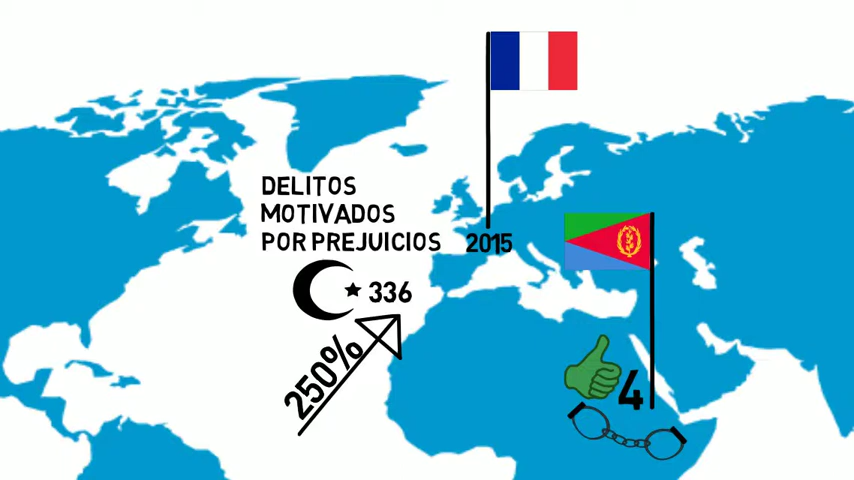 DELITOS
MOTIVADOS
POR PREJUICIOS
2015
336
250%
4